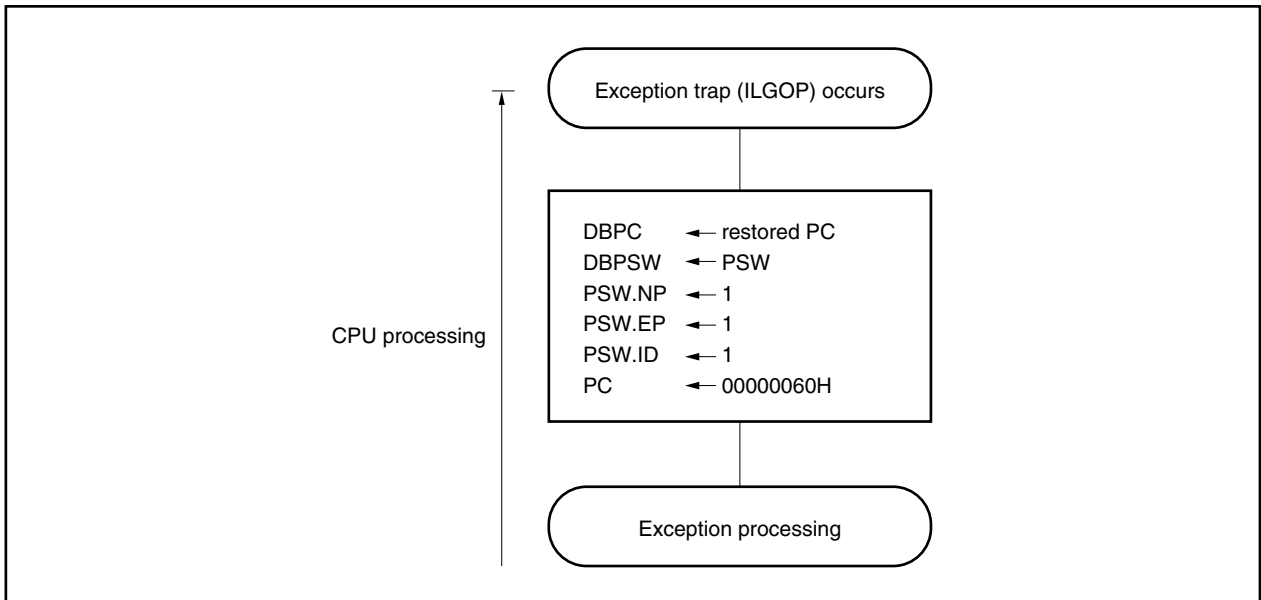 Exception trap (ILGOP) occurs
DBPC ← restored PC
DBPSW ← PSW
PSW.NP ← 1
PSW.EP ← 1
PSW.ID ← 1
PC ← 00000060H
CPU processing
Exception processing